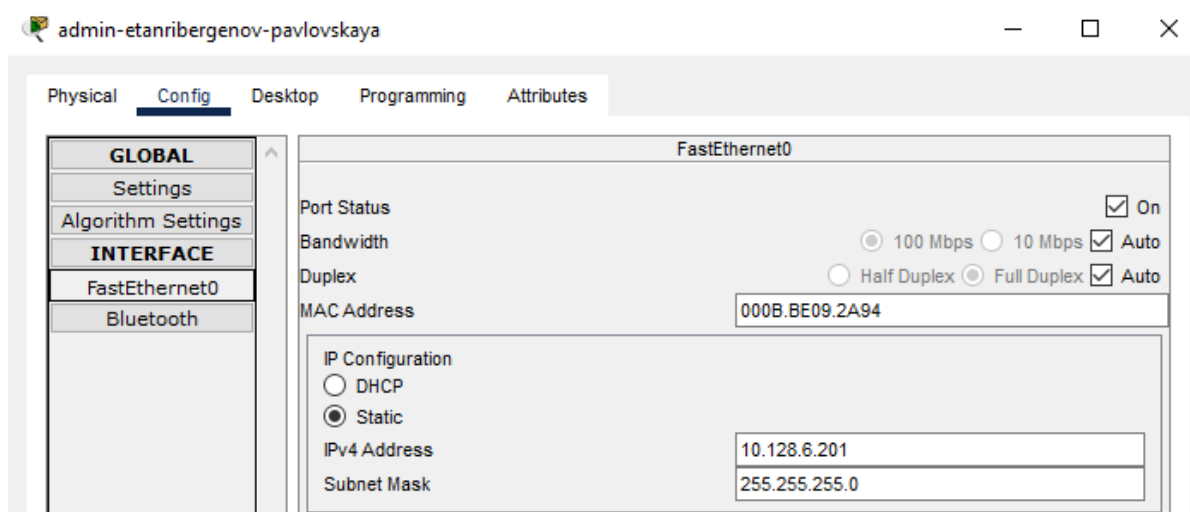 admin-etanribergenov-pavlovskaya
Physical Config Desktop Programming Attributes
GLOBAL
Settings
Algorithm Settings
INTERFACE
FastEthernet0
Bluetooth
FastEthernet0
Port Status On
Bandwidth 100 Mbps 10 Mbps Auto
Duplex Half Duplex Full Duplex Auto
MAC Address 000B.BE09.2A94
IP Configuration
DHCP
Static
IPv4 Address 10.128.6.201
Subnet Mask 255.255.255.0